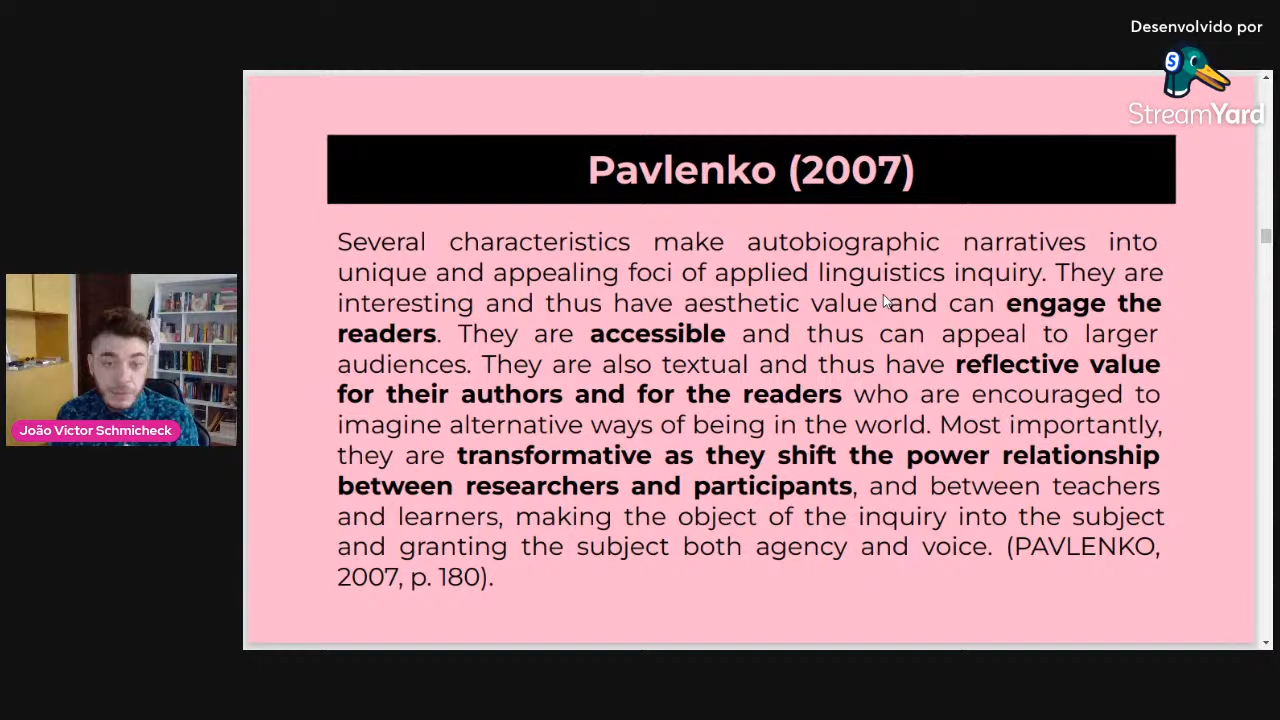 Desenvolvido por
StreamYard
Pavlenko (2007)
Several characteristics make autobiographic narratives into
unique and appealing foci of applied linguistics inquiry. They are
interesting and thus have aesthetic value and can engage the
readers. They are accessible and thus can appeal to larger
audiences. They are also textual and thus have reflective value
for their authors and for the readers who are encouraged to
imagine alternative ways of being in the world. Most importantly,
they are transformative as they shift the power relationship
between researchers and participants, and between teachers
and learners, making the object of the inquiry into the subject
and granting the subject both agency and voice. (PAVLENKO,
2007, p. 180).
João Victor Schmicheck